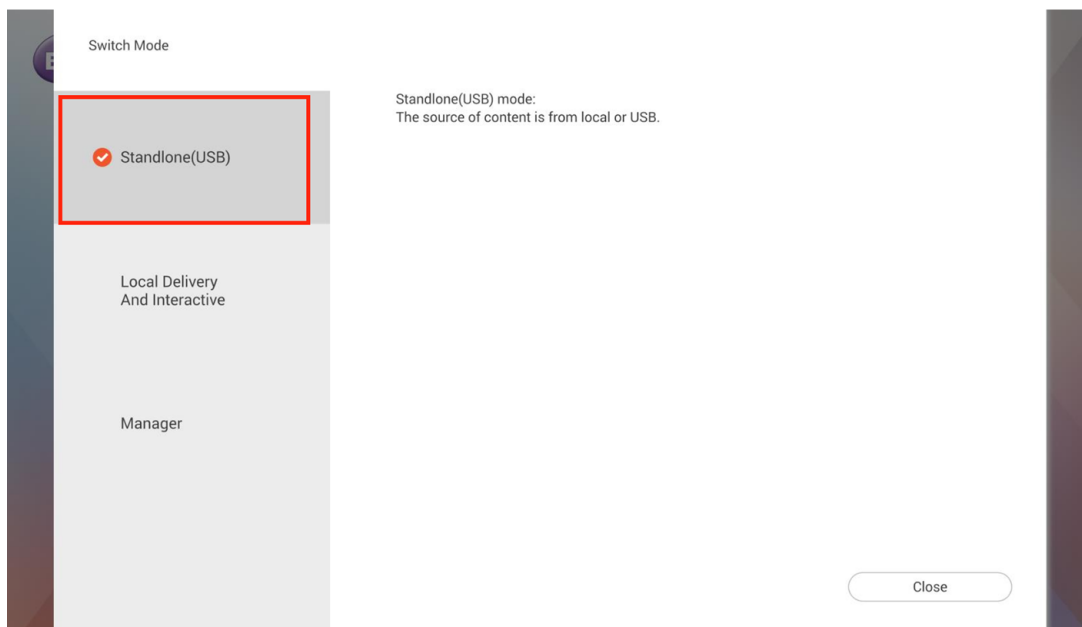 Switch Mode
Standlone(USB)
Local Delivery
And Interactive
Manager
Standlone(USB) mode:
The source of content is from local or USB.
Close